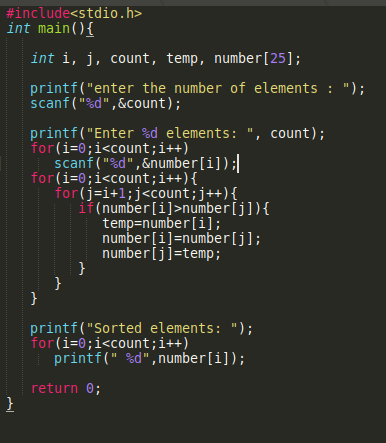 #include<stdio.h>
int main(){
int i, j, count, temp, number[25];
printf("enter the number of elements : ");
scanf("%d",&count);
printf("Enter %d elements: ", count);
for(i=0;i<count;i++)
scanf("%d",&number[i]);
for(i=0;i<count;i++){
for(j=i+1;j<count;j++){
if(number[i]>number[j]){
temp=number[i];
number[i]=number[j];
number[j]=temp;
}
}
}
printf("Sorted elements: ");
for(i=0;i<count;i++)
printf(" %d",number[i]);
return 0;
}